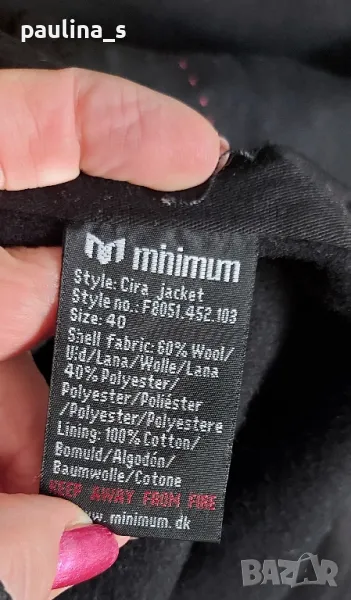 paulina_s
minimum
Style: Cira jacket
Style no.: F8051.452.103
Size: 40
Shell fabric: 60% Wool/
Uld/Lana/Wolle/Lana
40% Polyester/
Polyester/Poliéster
/Polyester/Polyestere
Lining: 100% Cotton/
Bomuld/Algodón/
Baumwolle/Cotone
KEEP AWAY FROM FIRE
www.minimum.dk
BAZAR